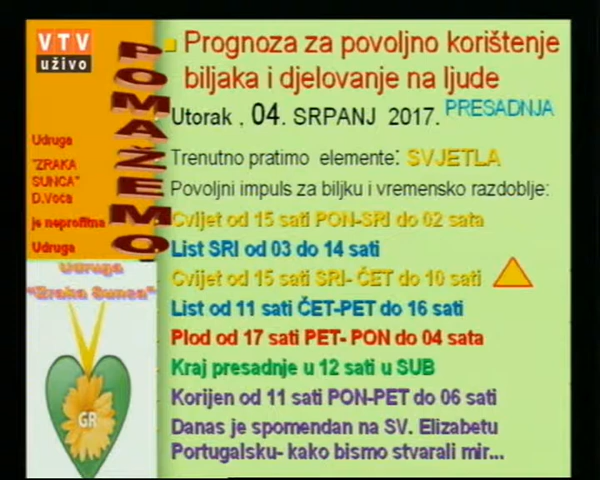 VTV
uživo
POMAŽEMO
Udruga
"ZRAKA
SUNCA"
D.Voća
je neprofitna
Udruga
Udruga
"Zraka Sunca"
GR
Prognoza za povoljno korištenje
biljaka i djelovanje na ljude
Utorak , 04. SRPANJ 2017. PRESADNJA
Trenutno pratimo elemente: SVJETLA
Povoljni impuls za biljku i vremensko razdoblje:
Cvijet od 15 sati PON-SRI do 02 sata
List SRI od 03 do 14 sati
Cvijet od 15 sati SRI- ČET do 10 sati
List od 11 sati ČET-PET do 16 sati
Plod od 17 sati PET- PON do 04 sata
Kraj presadnje u 12 sati u SUB
Korijen od 11 sati PON-PET do 06 sati
Danas je spomendan na SV. Elizabetu
Portugalsku- kako bismo stvarali mir...